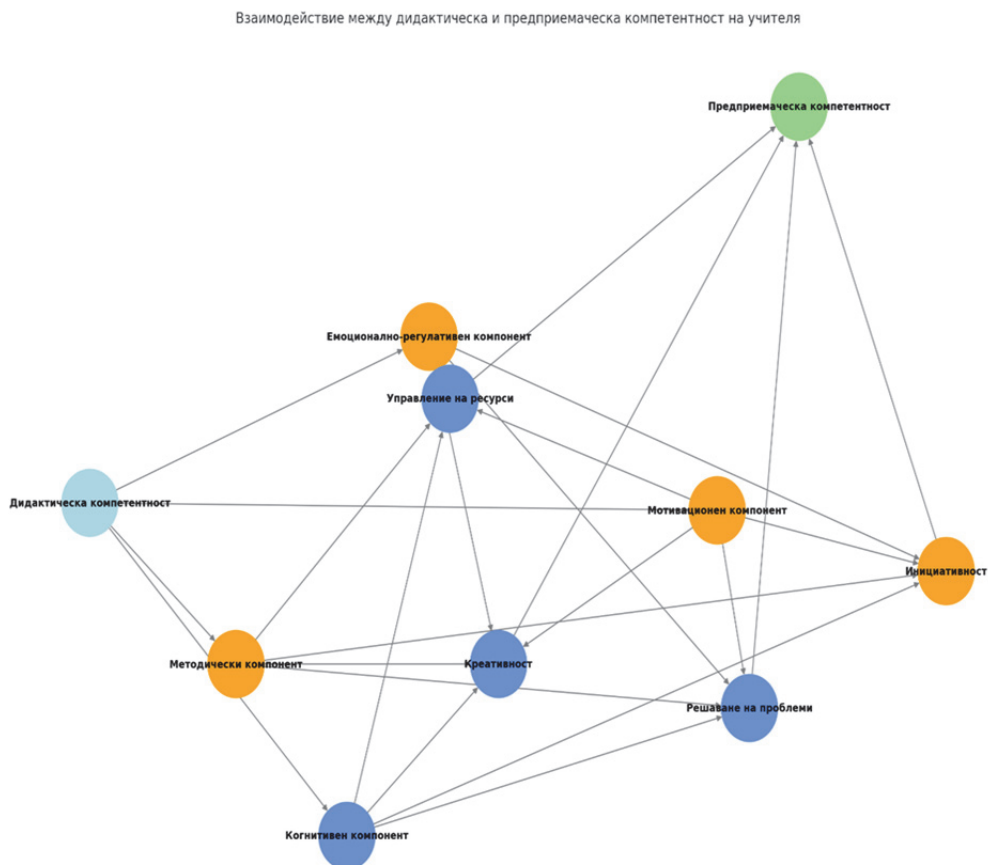 Взаимодействие между дидактическа и предприемаческа компетентност на учителя
Предприемаческа компетентност
Емоционално-регулативен компонент
Управление на ресурси
Дидактическа компетентност
Мотивационен компонент
Инициативност
Методически компонент
Креативност
Решаване на проблеми
Когнитивен компонент